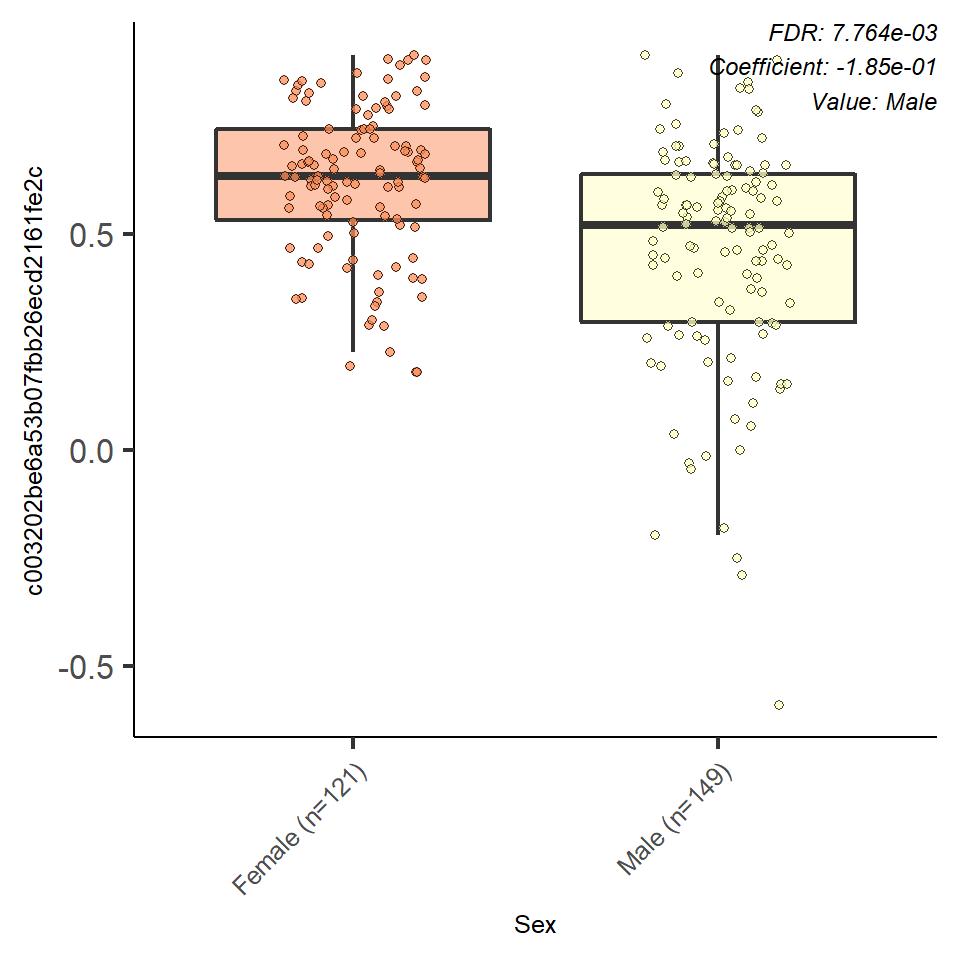 FDR: 7.764e-03
Coefficient: -1.85e-01
Value: Male
c003202be6a53b07fbb26ecd2161fe2c
0.5
0.0
-0.5
Female (n=121)
Male (n=149)
Sex